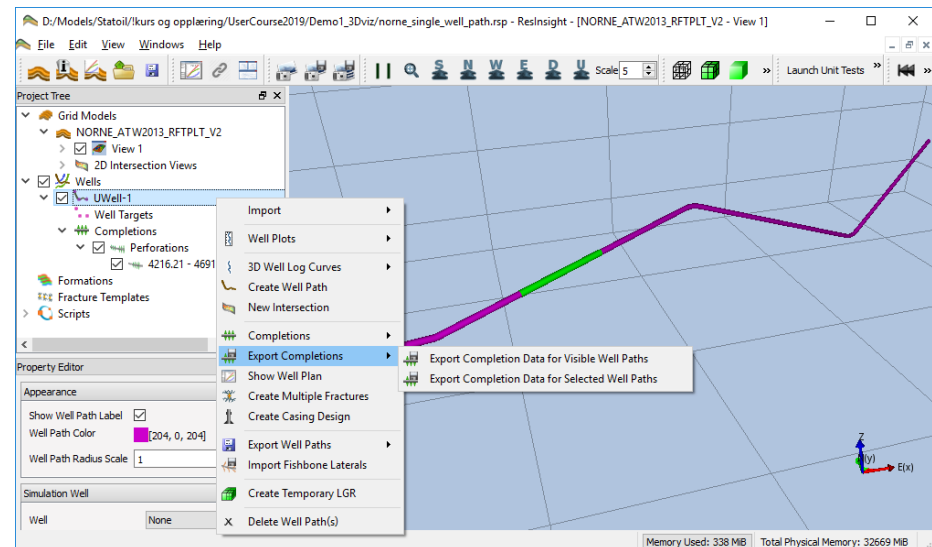 D:/Models/Statoil/!kurs og opplæring/UserCourse2019/Demo1_3Dviz/norne_single_well_path.rsp - ResInsight - [NORNE_ATW2013_RFTPLT_V2 - View 1]
File Edit View Windows Help
S N W E D U Scale 5 » Launch Unit Tests » »
Project Tree
Grid Models
NORNE_ATW2013_RFTPLT_V2
View 1
2D Intersection Views
Wells
UWell-1
Well Targets
Completions
Perforations
4216.21 - 4691
Formations
Fracture Templates
Scripts
Import
Well Plots
3D Well Log Curves
Create Well Path
New Intersection
Completions
Export Completions
Show Well Plan
Create Multiple Fractures
Create Casing Design
Export Well Paths
Import Fishbone Laterals
Create Temporary LGR
Delete Well Path(s)
Export Completion Data for Visible Well Paths
Export Completion Data for Selected Well Paths
Property Editor
Appearance
Show Well Path Label
Well Path Color [204, 0, 204]
Well Path Radius Scale 1
Simulation Well
Well None
Z
(y)
E(x)
Memory Used: 338 MiB Total Physical Memory: 32669 MiB